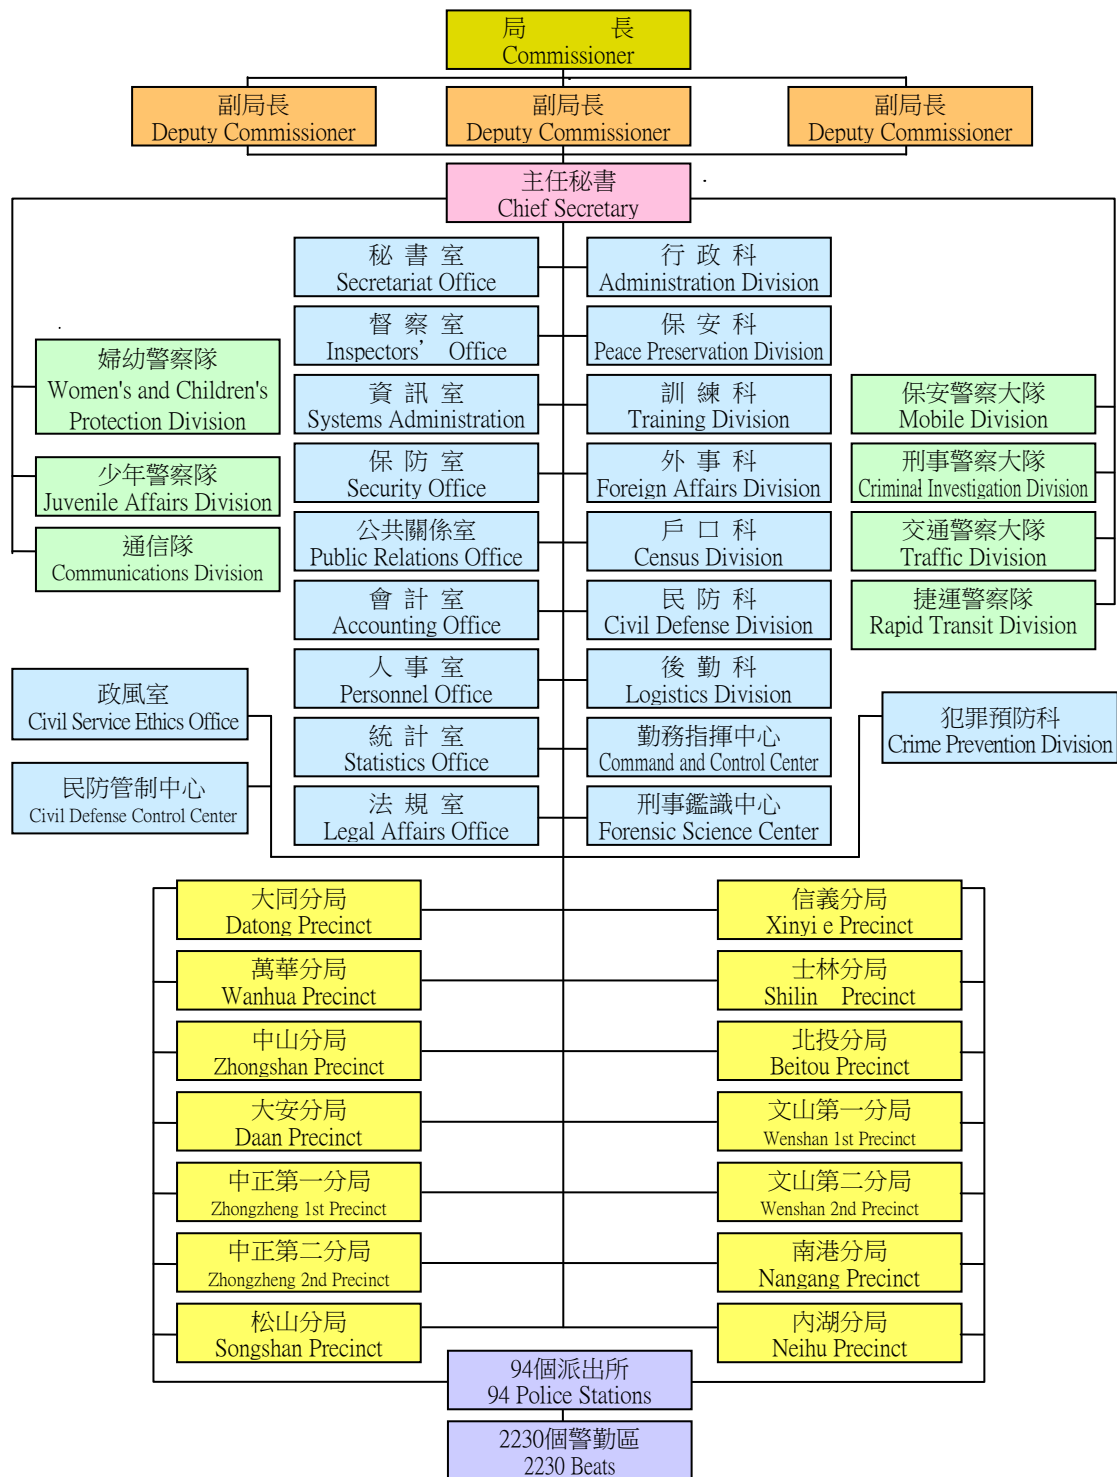 局 長
Commissioner
副局長
Deputy Commissioner
副局長
Deputy Commissioner
副局長
Deputy Commissioner
主任秘書
Chief Secretary
秘 書 室
Secretariat Office
行 政 科
Administration Division
督 察 室
Inspectors’ Office
保 安 科
Peace Preservation Division
資 訊 室
Systems Administration
訓 練 科
Training Division
保 防 室
Security Office
外 事 科
Foreign Affairs Division
公共關係室
Public Relations Office
戶 口 科
Census Division
會 計 室
Accounting Office
民 防 科
Civil Defense Division
人 事 室
Personnel Office
後 勤 科
Logistics Division
統 計 室
Statistics Office
勤務指揮中心
Command and Control Center
法 規 室
Legal Affairs Office
刑事鑑識中心
Forensic Science Center
婦幼警察隊
Women's and Children's
Protection Division
少年警察隊
Juvenile Affairs Division
通信隊
Communications Division
保安警察大隊
Mobile Division
刑事警察大隊
Criminal Investigation Division
交通警察大隊
Traffic Division
捷運警察隊
Rapid Transit Division
政風室
Civil Service Ethics Office
民防管制中心
Civil Defense Control Center
犯罪預防科
Crime Prevention Division
大同分局
Datong Precinct
信義分局
Xinyi e Precinct
萬華分局
Wanhua Precinct
士林分局
Shilin Precinct
中山分局
Zhongshan Precinct
北投分局
Beitou Precinct
大安分局
Daan Precinct
文山第一分局
Wenshan 1st Precinct
中正第一分局
Zhongzheng 1st Precinct
文山第二分局
Wenshan 2nd Precinct
中正第二分局
Zhongzheng 2nd Precinct
南港分局
Nangang Precinct
松山分局
Songshan Precinct
內湖分局
Neihu Precinct
94個派出所
94 Police Stations
2230個警勤區
2230 Beats